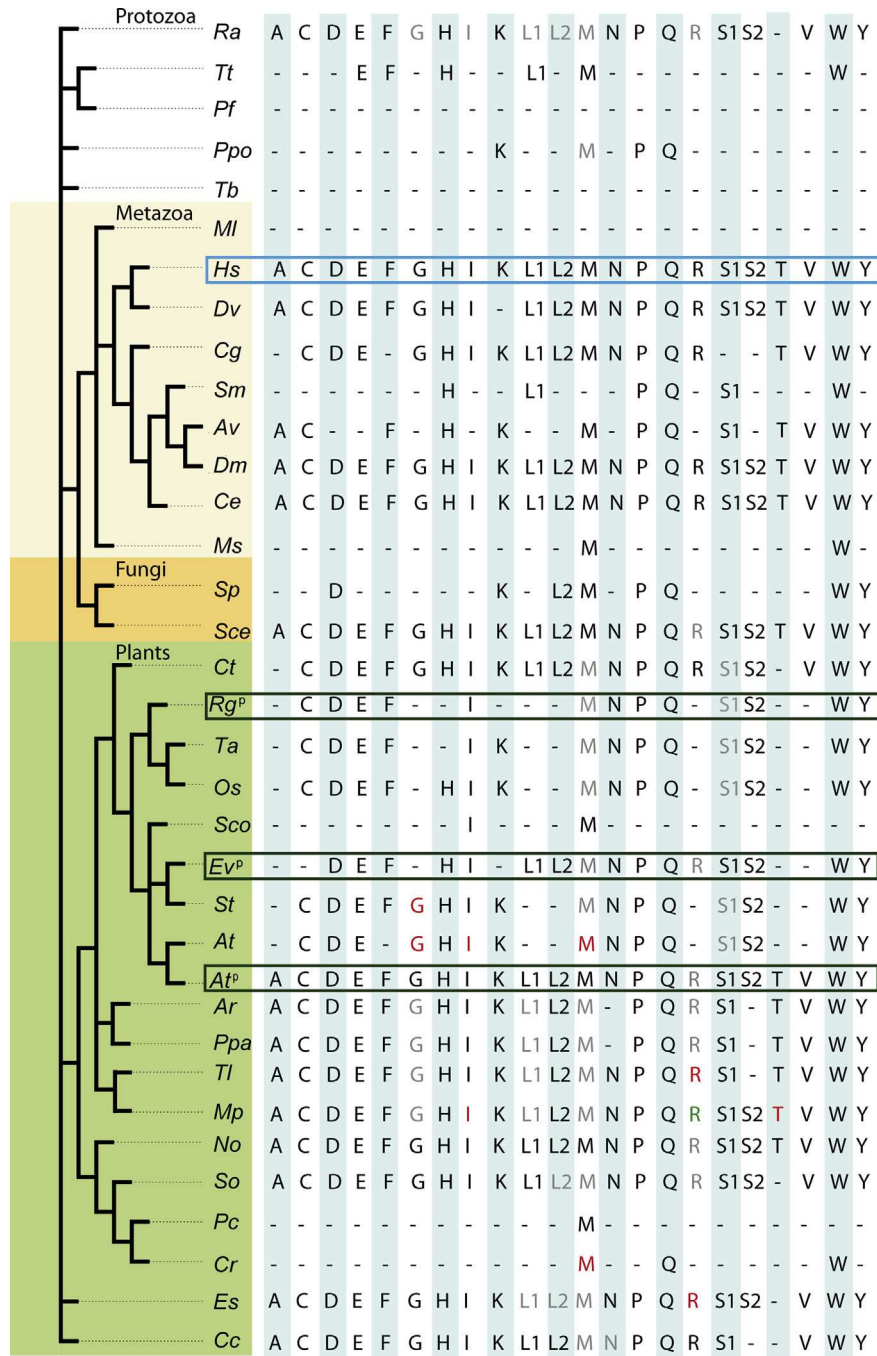 Protozoa
Ra A C D E F G H I K L1 L2 M N P Q R S1 S2 - V W Y
Tt - - - E F - H - - L1 - M - - - - - - - - W -
Pf - - - - - - - - - - - - - - - - - - - - - -
Ppo - - - - - - - - K - - M - P Q - - - - - - -
Tb - - - - - - - - - - - - - - - - - - - - - -
Metazoa
Ml - - - - - - - - - - - - - - - - - - - - - -
Hs A C D E F G H I K L1 L2 M N P Q R S1 S2 T V W Y
Dv A C D E F G H I - L1 L2 M N P Q R S1 S2 T V W Y
Cg - C D E - G H I K L1 L2 M N P Q R - - T V W Y
Sm - - - - - - H - - L1 - - - P Q - S1 - - - W -
Av A C - - F - H - K - - M - P Q - S1 - T V W Y
Dm A C D E F G H I K L1 L2 M N P Q R S1 S2 T V W Y
Ce A C D E F G H I K L1 L2 M N P Q R S1 S2 T V W Y
Ms - - - - - - - - - - - M - - - - - - - - W -
Fungi
Sp - - D - - - - - K - L2 M - P Q - - - - - W Y
Sce A C D E F G H I K L1 L2 M N P Q R S1 S2 T V W Y
Plants
Ct - C D E F G H I K L1 L2 M N P Q R S1 S2 - V W Y
Rgᵖ - C D E F - - I - - - M N P Q - S1 S2 - - W Y
Ta - C D E F - - I K - - M N P Q - S1 S2 - - W Y
Os - C D E F - H I K - - M N P Q - S1 S2 - - W Y
Sco - - - - - - - I - - - M - - - - - - - - - -
Evᵖ - - D E F - H I - L1 L2 M N P Q R S1 S2 - - W Y
St - C D E F G H I K - - M N P Q - S1 S2 - - W Y
At - C D E - G H I K - - M N P Q - S1 S2 - - W Y
Atᵖ A C D E F G H I K L1 L2 M N P Q R S1 S2 T V W Y
Ar A C D E F G H I K L1 L2 M - P Q R S1 - T V W Y
Ppa A C D E F G H I K L1 L2 M - P Q R S1 - T V W Y
Tl A C D E F G H I K L1 L2 M N P Q R S1 - T V W Y
Mp A C D E F G H I K L1 L2 M N P Q R S1 S2 T V W Y
No A C D E F G H I K L1 L2 M N P Q R S1 S2 T V W Y
So A C D E F G H I K L1 L2 M N P Q R S1 S2 - V W Y
Pc - - - - - - - - - - - M - - - - - - - - - -
Cr - - - - - - - - - - - M - - Q - - - - - W -
Es A C D E F G H I K L1 L2 M N P Q R S1 S2 - V W Y
Cc A C D E F G H I K L1 L2 M N P Q R S1 - - V W Y